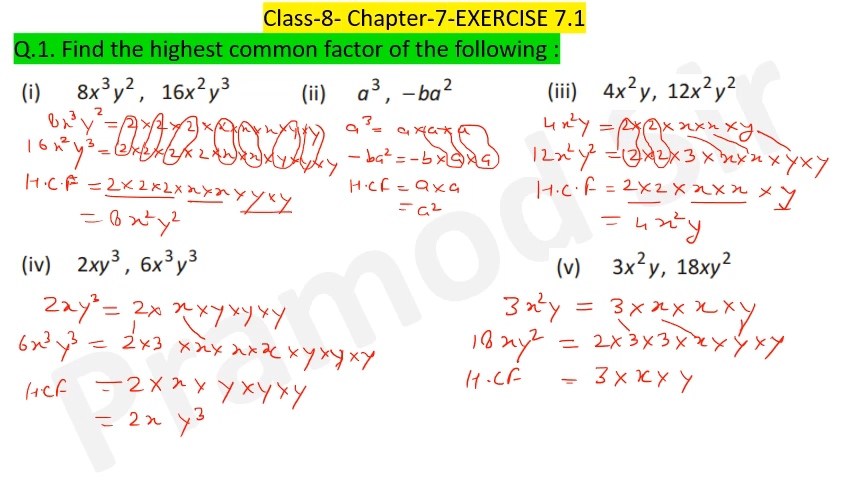 Class-8- Chapter-7-EXERCISE 7.1
Q.1. Find the highest common factor of the following :
(i) 8x³y² , 16x²y³
8x³y² = 2×2×2×x×x×x×y×y
16x²y³ = 2×2×2×2×x×x×y×y×y
H.C.F = 2×2×2×x×x×y×y
= 8x²y²
(ii) a³ , −ba²
a³ = a×a×a
−ba² = −b×a×a
H.CF = a×a
= a²
(iii) 4x²y, 12x²y²
4x²y = 2×2×x×x×y
12x²y² = 2×2×3×x×x×y×y
H.C.F = 2×2×x×x×y
= 4x²y
(iv) 2xy³ , 6x³y³
2xy³ = 2×x×y×y×y
6x³y³ = 2×3×x×x×x×y×y×y
HCF = 2×x×y×y×y
= 2x y³
(v) 3x²y, 18xy²
3x²y = 3×x×x×y
18xy² = 2×3×3×x×y×y
H.CF = 3×x×y
Pramod Sir